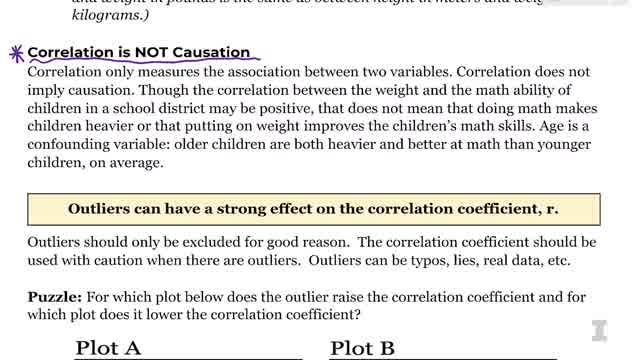 and weight in pounds is the same as between height in meters and
kilograms.)
* Correlation is NOT Causation
Correlation only measures the association between two variables. Correlation does not
imply causation. Though the correlation between the weight and the math ability of
children in a school district may be positive, that does not mean that doing math makes
children heavier or that putting on weight improves the children's math skills. Age is a
confounding variable: older children are both heavier and better at math than younger
children, on average.
Outliers can have a strong effect on the correlation coefficient, r.
Outliers should only be excluded for good reason. The correlation coefficient should be
used with caution when there are outliers. Outliers can be typos, lies, real data, etc.
Puzzle: For which plot below does the outlier raise the correlation coefficient and for
which plot does it lower the correlation coefficient?
Plot A
Plot B